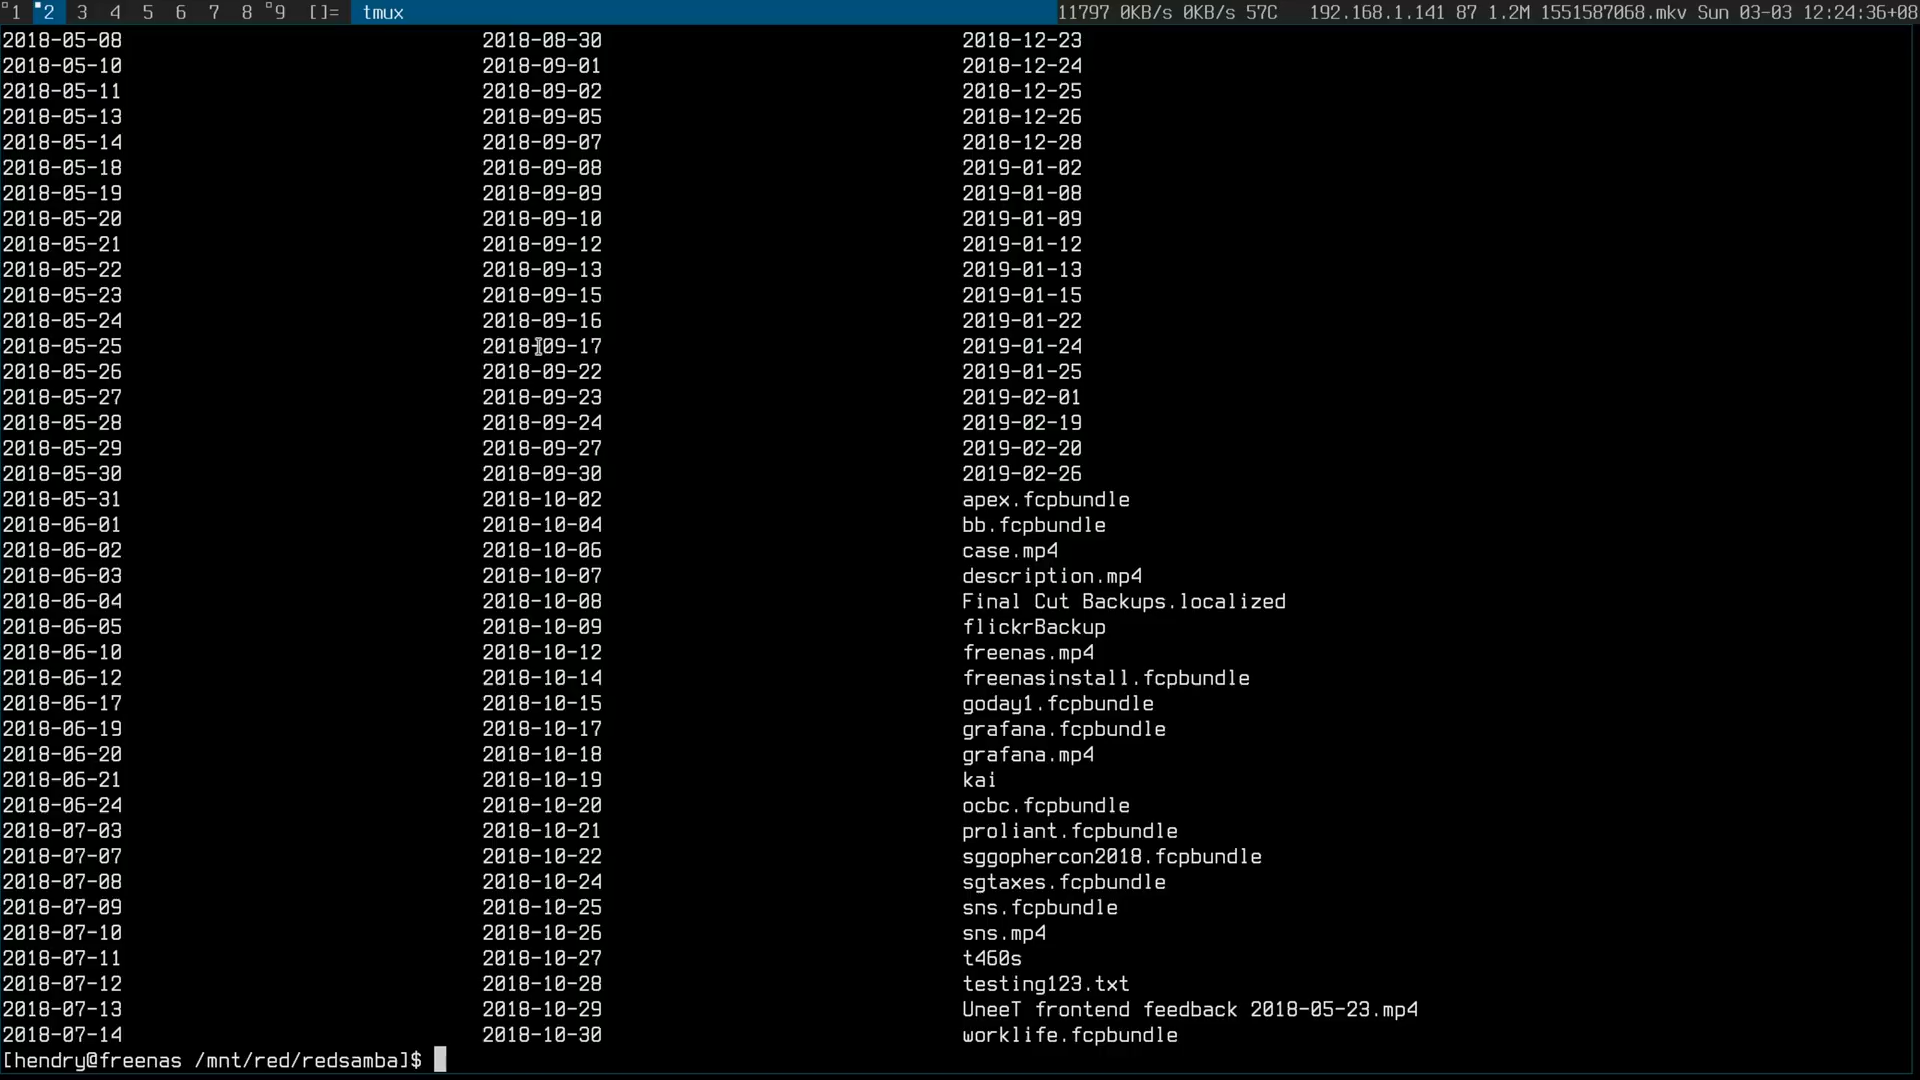 1 2 3 4 5 6 7 8 9 []= tmux 11797 0KB/s 0KB/s 57C 192.168.1.141 87 1.2M 1551587068.mkv Sun 03-03 12:24:36+08
2018-05-08 2018-08-30 2018-12-23
2018-05-10 2018-09-01 2018-12-24
2018-05-11 2018-09-02 2018-12-25
2018-05-13 2018-09-05 2018-12-26
2018-05-14 2018-09-07 2018-12-28
2018-05-18 2018-09-08 2019-01-02
2018-05-19 2018-09-09 2019-01-08
2018-05-20 2018-09-10 2019-01-09
2018-05-21 2018-09-12 2019-01-12
2018-05-22 2018-09-13 2019-01-13
2018-05-23 2018-09-15 2019-01-15
2018-05-24 2018-09-16 2019-01-22
2018-05-25 2018-09-17 2019-01-24
2018-05-26 2018-09-22 2019-01-25
2018-05-27 2018-09-23 2019-02-01
2018-05-28 2018-09-24 2019-02-19
2018-05-29 2018-09-27 2019-02-20
2018-05-30 2018-09-30 2019-02-26
2018-05-31 2018-10-02 apex.fcpbundle
2018-06-01 2018-10-04 bb.fcpbundle
2018-06-02 2018-10-06 case.mp4
2018-06-03 2018-10-07 description.mp4
2018-06-04 2018-10-08 Final Cut Backups.localized
2018-06-05 2018-10-09 flickrBackup
2018-06-10 2018-10-12 freenas.mp4
2018-06-12 2018-10-14 freenasinstall.fcpbundle
2018-06-17 2018-10-15 goday1.fcpbundle
2018-06-19 2018-10-17 grafana.fcpbundle
2018-06-20 2018-10-18 grafana.mp4
2018-06-21 2018-10-19 kai
2018-06-24 2018-10-20 ocbc.fcpbundle
2018-07-03 2018-10-21 proliant.fcpbundle
2018-07-07 2018-10-22 sggophercon2018.fcpbundle
2018-07-08 2018-10-24 sgtaxes.fcpbundle
2018-07-09 2018-10-25 sns.fcpbundle
2018-07-10 2018-10-26 sns.mp4
2018-07-11 2018-10-27 t460s
2018-07-12 2018-10-28 testing123.txt
2018-07-13 2018-10-29 UneeT frontend feedback 2018-05-23.mp4
2018-07-14 2018-10-30 worklife.fcpbundle
[hendry@freenas /mnt/red/redsamba]$